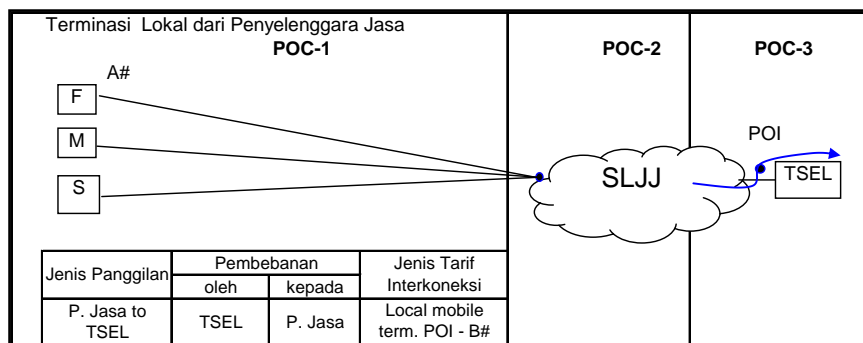 Terminasi Lokal dari Penyelenggara Jasa
POC-1
POC-2
POC-3
A#
F
M
S
SLJJ
POI
TSEL
Jenis Panggilan
Pembebanan
oleh
kepada
Jenis Tarif
Interkoneksi
P. Jasa to
TSEL
TSEL
P. Jasa
Local mobile
term. POI - B#